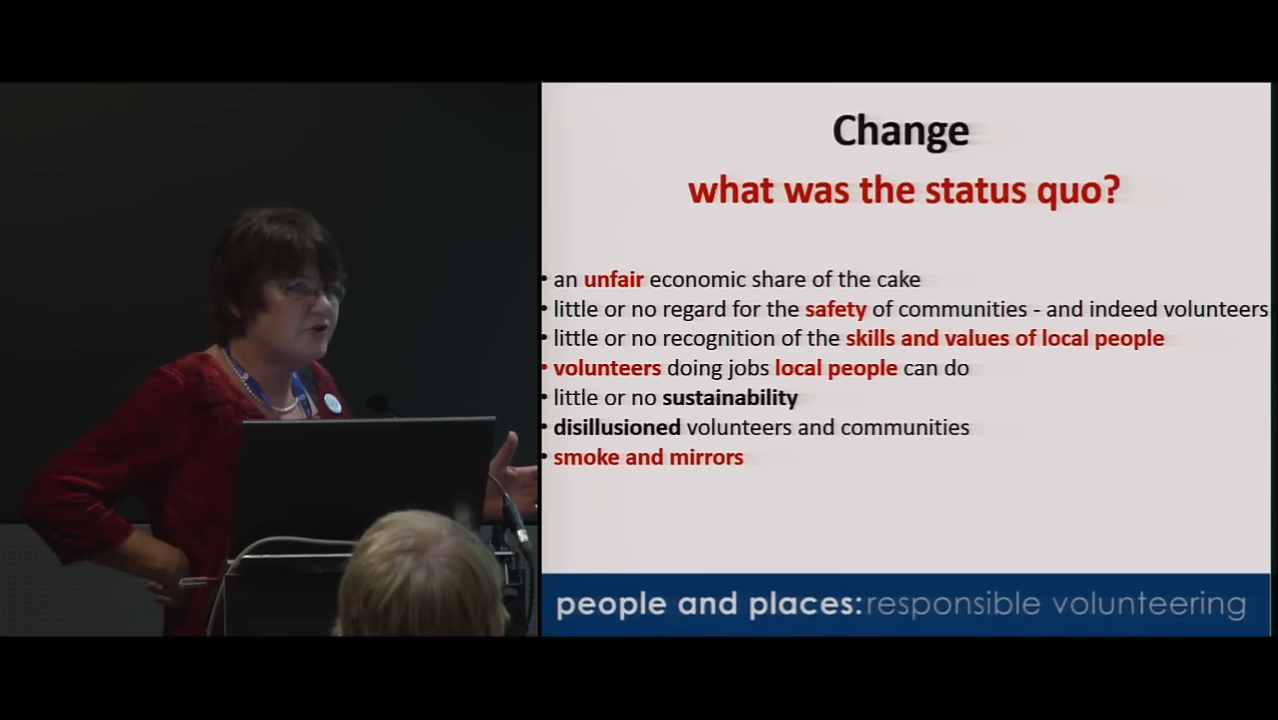 Change
what was the status quo?
• an unfair economic share of the cake
• little or no regard for the safety of communities - and indeed volunteers
• little or no recognition of the skills and values of local people
• volunteers doing jobs local people can do
• little or no sustainability
• disillusioned volunteers and communities
• smoke and mirrors
people and places: responsible volunteering